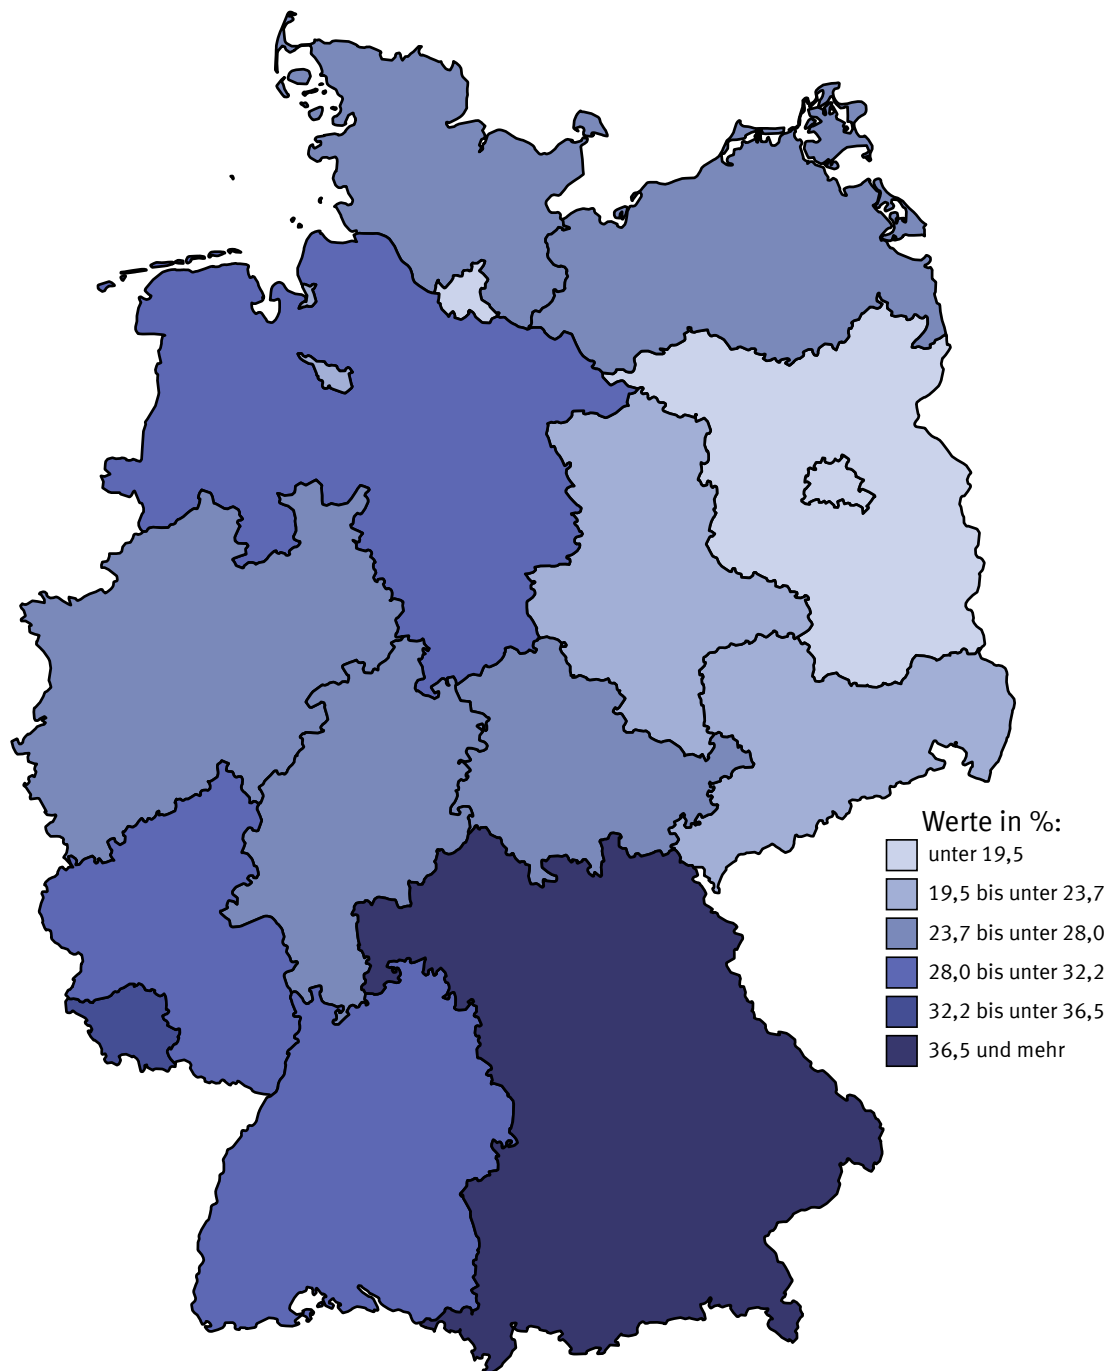 Werte in %:
unter 19,5
19,5 bis unter 23,7
23,7 bis unter 28,0
28,0 bis unter 32,2
32,2 bis unter 36,5
36,5 und mehr